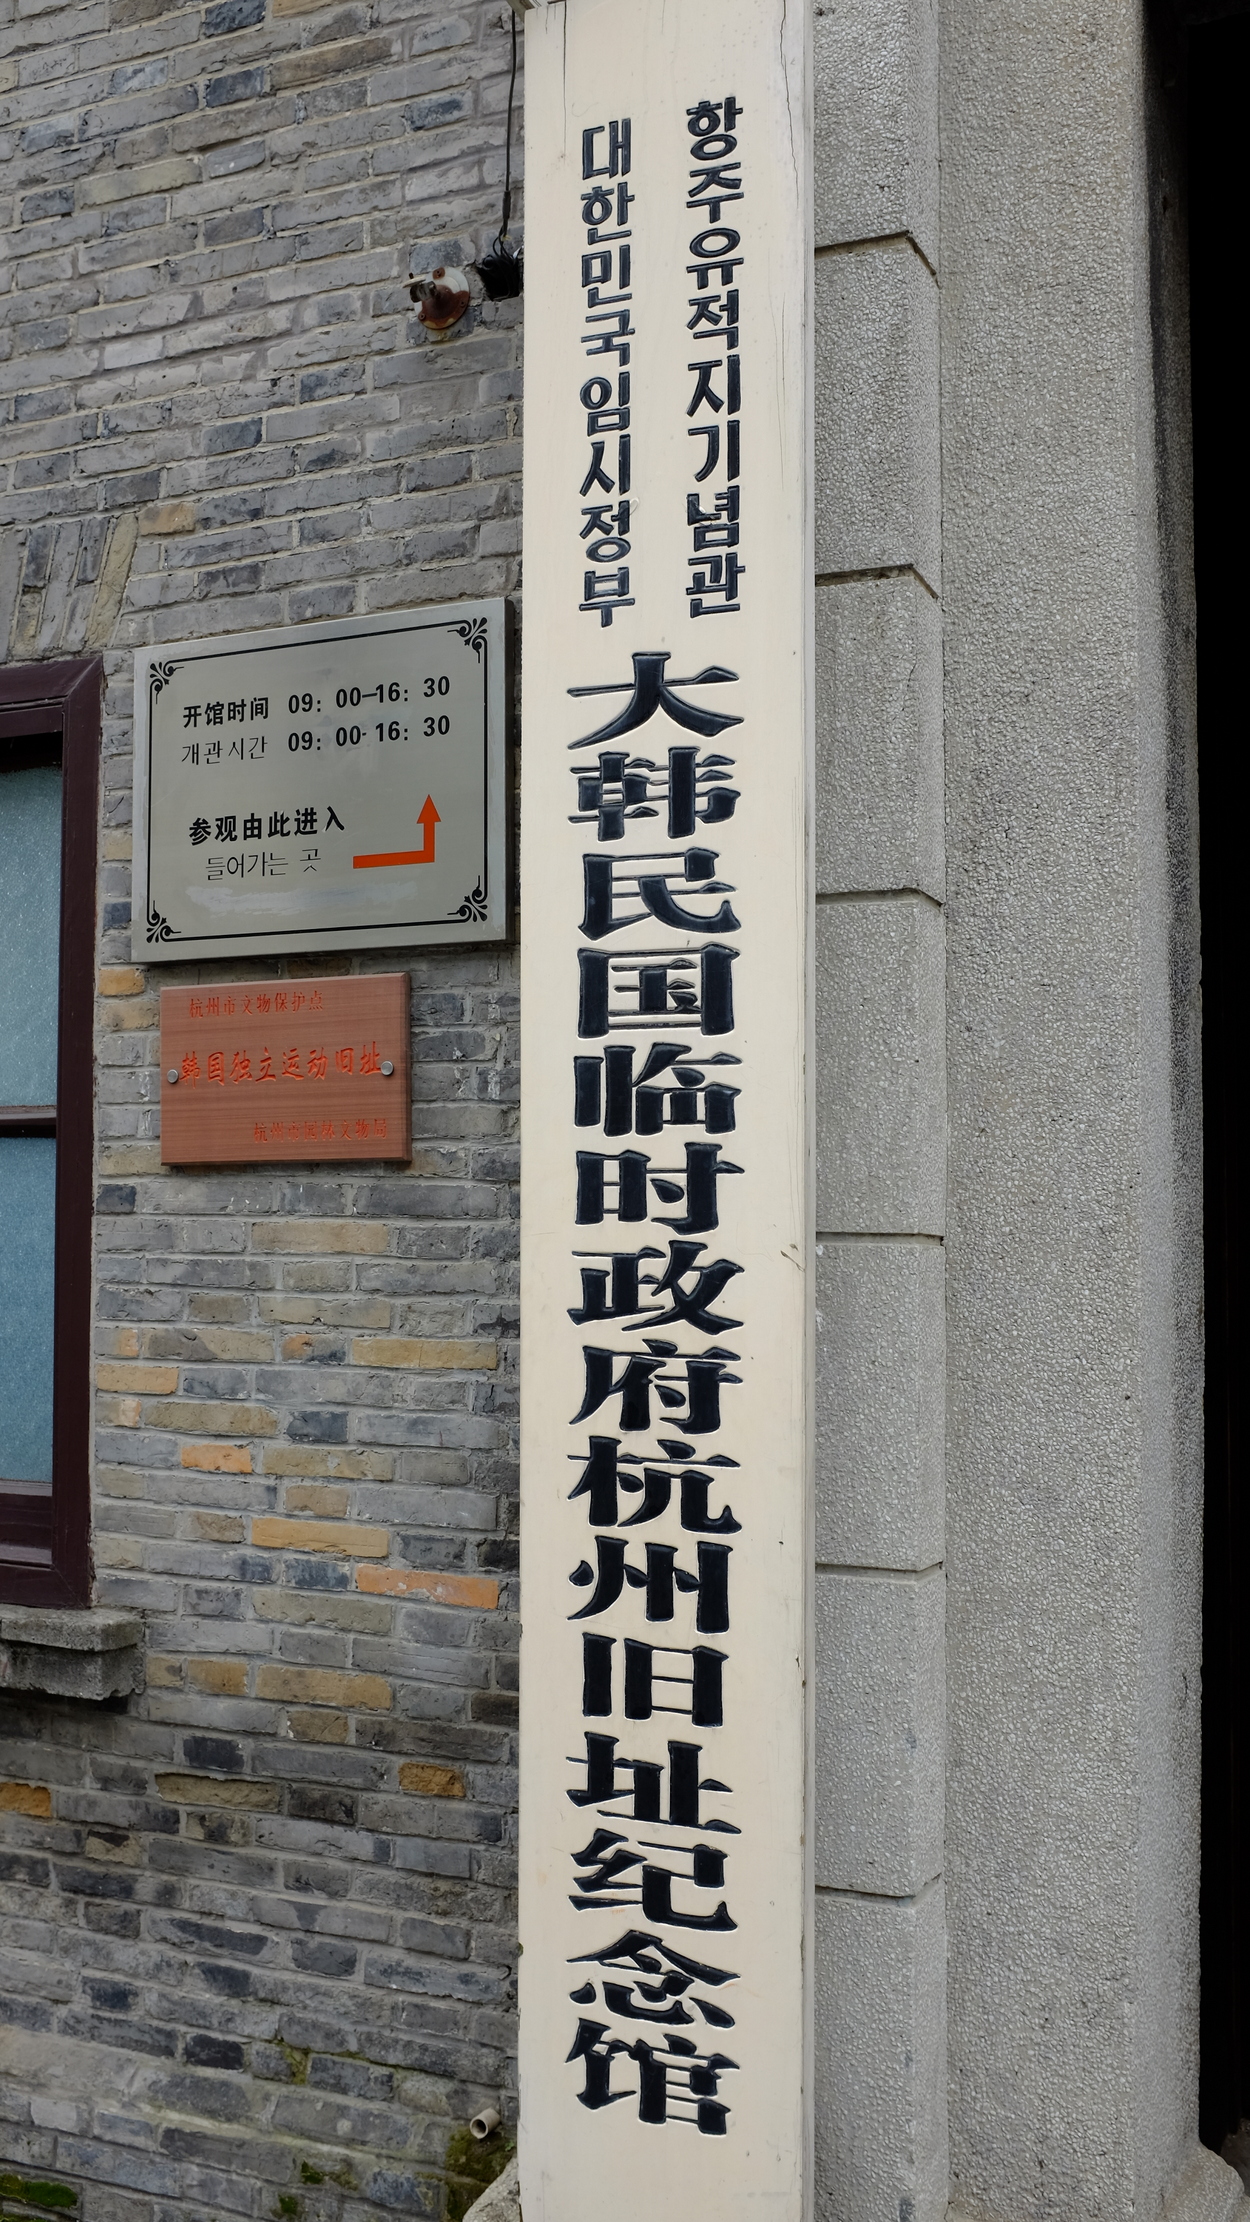 대한민국임시정부
항주유적지기념관
大韩民国临时政府杭州旧址纪念馆
开馆时间 09: 00—16: 30
개관시간 09: 00-16: 30
参观由此进入
들어가는 곳
杭州市文物保护点
韩国独立运动旧址
杭州市园林文物局